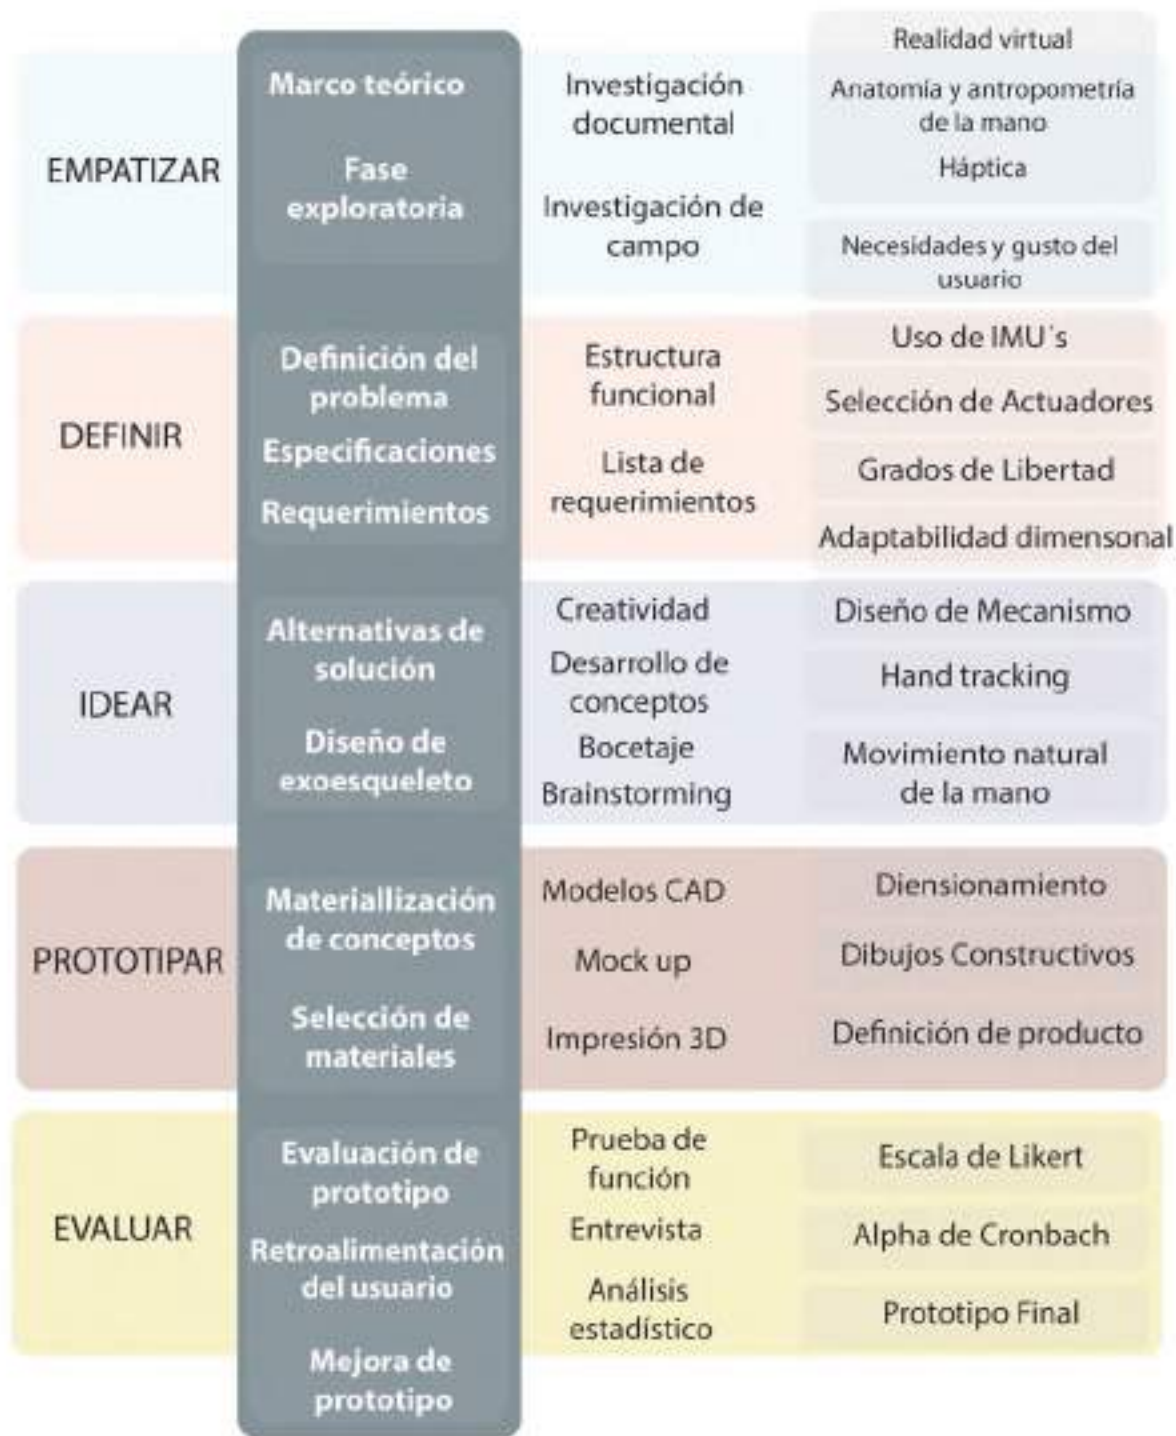 EMPATIZAR
Marco teórico
Fase
exploratoria
Investigación
documental
Investigación de
campo
Realidad virtual
Anatomía y antropometría
de la mano
Háptica
Necesidades y gusto del
usuario
DEFINIR
Definición del
problema
Especificaciones
Requerimientos
Estructura
funcional
Lista de
requerimientos
Uso de IMU´s
Selección de Actuadores
Grados de Libertad
Adaptabilidad dimensonal
IDEAR
Alternativas de
solución
Diseño de
exoesqueleto
Creatividad
Desarrollo de
conceptos
Bocetaje
Brainstorming
Diseño de Mecanismo
Hand tracking
Movimiento natural
de la mano
PROTOTIPAR
Materiallización
de conceptos
Selección de
materiales
Modelos CAD
Mock up
Impresión 3D
Diensionamiento
Dibujos Constructivos
Definición de producto
EVALUAR
Evaluación de
prototipo
Retroalimentación
del usuario
Mejora de
prototipo
Prueba de
función
Entrevista
Análisis
estadístico
Escala de Likert
Alpha de Cronbach
Prototipo Final